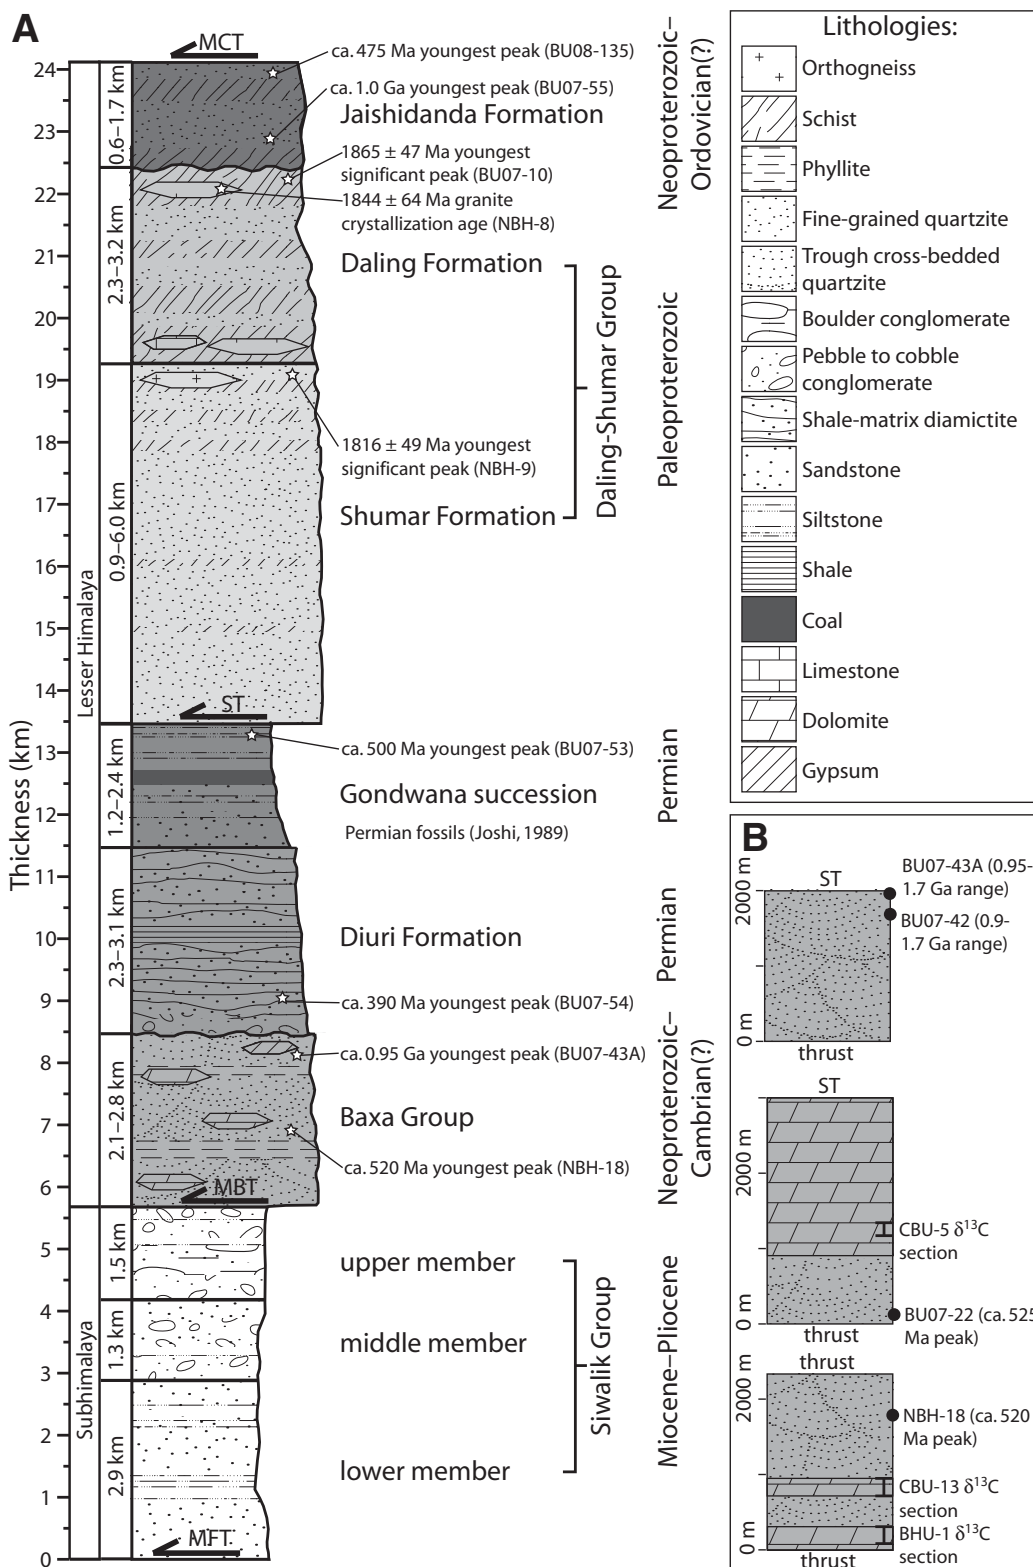 A
MCT
ca. 475 Ma youngest peak (BU08-135)
ca. 1.0 Ga youngest peak (BU07-55)
Jaishidanda Formation
1865 ± 47 Ma youngest
significant peak (BU07-10)
1844 ± 64 Ma granite
crystallization age (NBH-8)
Daling Formation
Daling-Shumar Group
1816 ± 49 Ma youngest
significant peak (NBH-9)
Shumar Formation
ST
ca. 500 Ma youngest peak (BU07-53)
Gondwana succession
Permian fossils (Joshi, 1989)
Diuri Formation
ca. 390 Ma youngest peak (BU07-54)
ca. 0.95 Ga youngest peak (BU07-43A)
Baxa Group
ca. 520 Ma youngest peak (NBH-18)
MBT
upper member
middle member
lower member
Siwalik Group
MFT
Neoproterozoic–
Ordovician(?)
Paleoproterozoic
Permian
Permian
Neoproterozoic–
Cambrian(?)
Miocene–Pliocene
Thickness (km)
24
23
22
21
20
19
18
17
16
15
14
13
12
11
10
9
8
7
6
5
4
3
2
1
0
Lesser Himalaya
Subhimalaya
0.6–1.7 km
2.3–3.2 km
0.9–6.0 km
1.2–2.4 km
2.3–3.1 km
2.1–2.8 km
1.5 km
1.3 km
2.9 km
Lithologies:
Orthogneiss
Schist
Phyllite
Fine-grained quartzite
Trough cross-bedded
quartzite
Boulder conglomerate
Pebble to cobble
conglomerate
Shale-matrix diamictite
Sandstone
Siltstone
Shale
Coal
Limestone
Dolomite
Gypsum
B
ST
2000 m
0 m
BU07-43A (0.95-
1.7 Ga range)
BU07-42 (0.9-
1.7 Ga range)
thrust
ST
2000 m
0 m
CBU-5 δ¹³C
section
BU07-22 (ca. 525
Ma peak)
thrust
thrust
2000 m
0 m
NBH-18 (ca. 520
Ma peak)
CBU-13 δ¹³C
section
BHU-1 δ¹³C
section
thrust